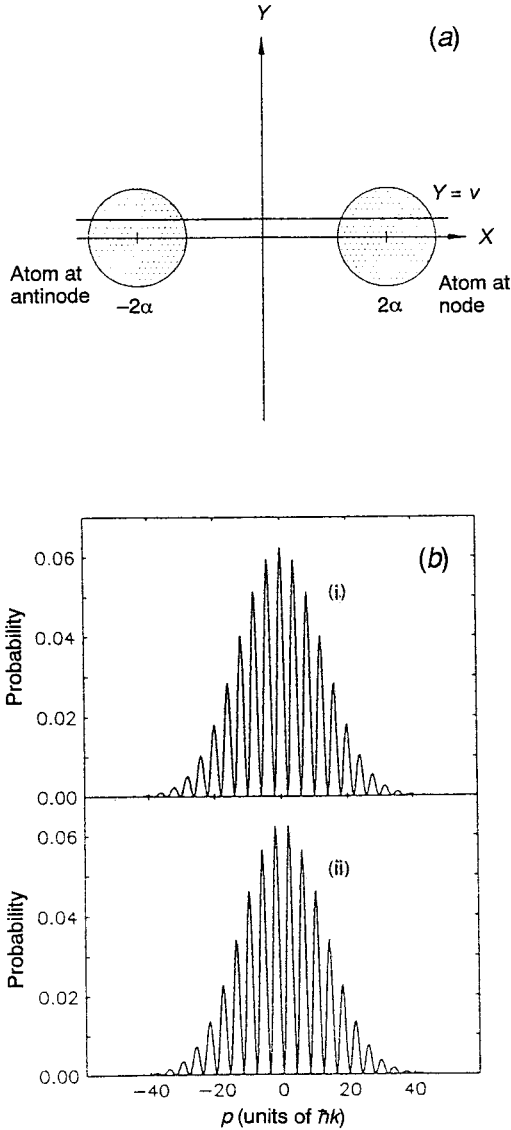 Y
(a)
Y = v
X
Atom at
antinode
−2α
2α
Atom at
node
(b)
(i)
Probability
0.06
0.04
0.02
0.00
(ii)
Probability
0.06
0.04
0.02
0.00
−40 −20 0 20 40
p (units of ħk)